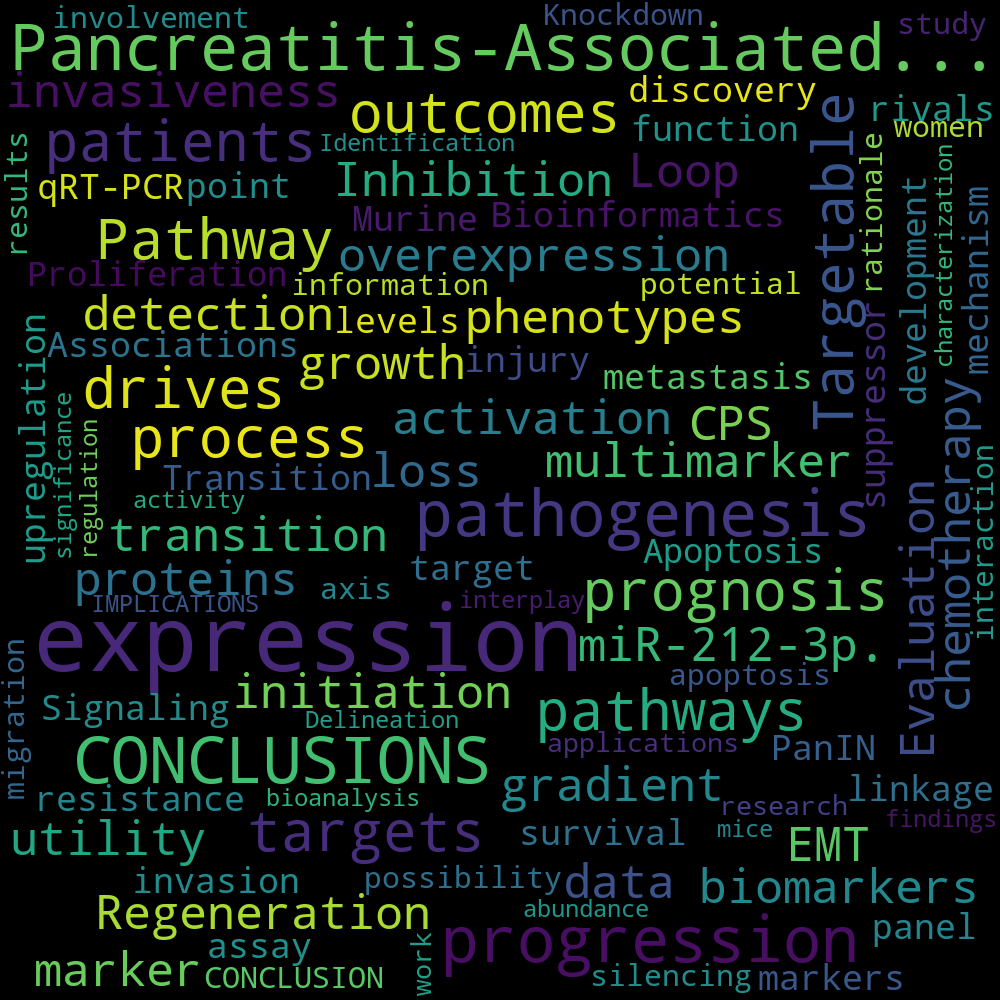 involvement
Knockdown
study
Pancreatitis-Associated...
invasiveness
discovery
outcomes
rivals
patients
function
women
Identification
results
qRT-PCR
point
Inhibition
Loop
Targetable
rationale
Murine
Bioinformatics
Pathway
overexpression
development
characterization
mechanism
Proliferation
information
potential
detection
levels
phenotypes
Associations
growth
injury
metastasis
suppressor
upregulation
drives
activation
CPS
chemotherapy
process
multimarker
significance
regulation
Transition
loss
activity
pathogenesis
Evaluation
interaction
transition
Apoptosis
proteins
axis
target
prognosis
IMPLICATIONS
interplay
expression
miR-212-3p.
migration
initiation
apoptosis
Signaling
Delineation
pathways
CONCLUSIONS
applications
PanIN
resistance
bioanalysis
gradient
linkage
research
findings
utility
targets
survival
mice
EMT
invasion
possibility
data
biomarkers
Regeneration
abundance
panel
assay
work
progression
marker
CONCLUSION
silencing
markers